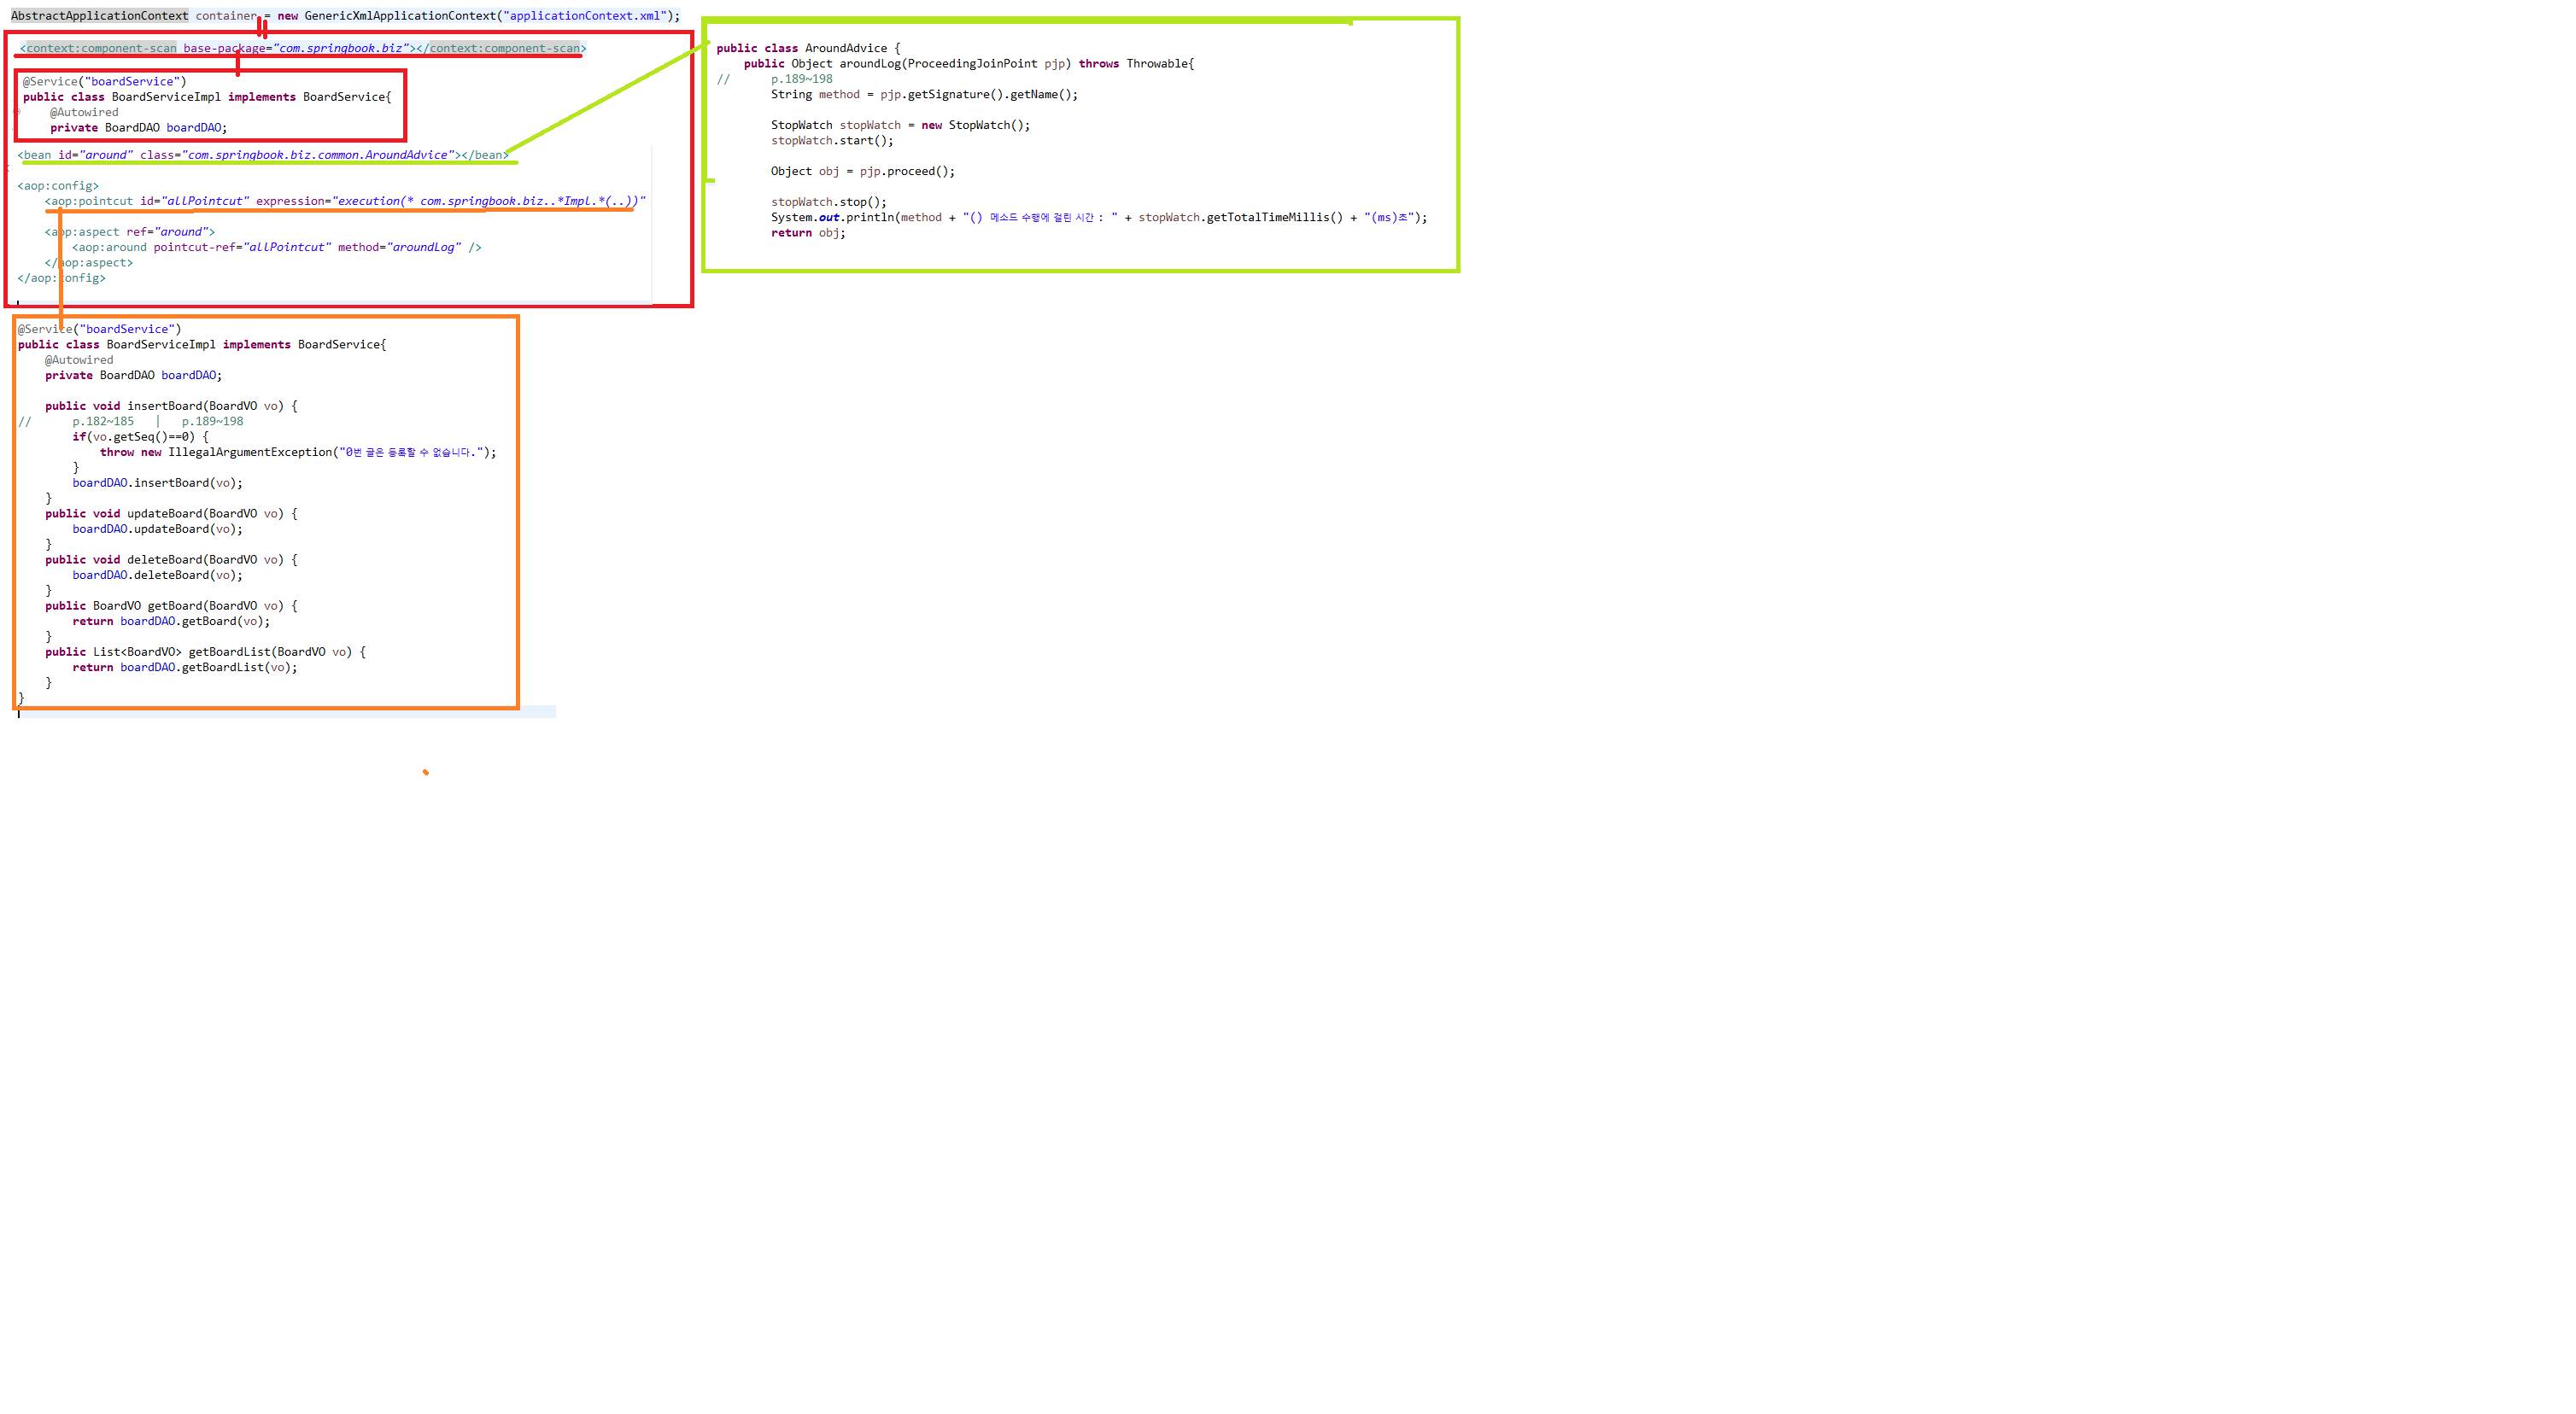 AbstractApplicationContext container = new GenericXmlApplicationContext("applicationContext.xml");
<context:component-scan base-package="com.springbook.biz"></context:component-scan>
@Service("boardService")
public class BoardServiceImpl implements BoardService{
@Autowired
private BoardDAO boardDAO;
<bean id="around" class="com.springbook.biz.common.AroundAdvice"></bean>
<aop:config>
<aop:pointcut id="allPointcut" expression="execution(* com.springbook.biz..*Impl.*(..))"
<aop:aspect ref="around">
<aop:around pointcut-ref="allPointcut" method="aroundLog" />
</aop:aspect>
</aop:config>
@Service("boardService")
public class BoardServiceImpl implements BoardService{
@Autowired
private BoardDAO boardDAO;
public void insertBoard(BoardVO vo) {
// p.182~185 | p.189~198
if(vo.getSeq()==0) {
throw new IllegalArgumentException("0번 글은 등록할 수 없습니다.");
}
boardDAO.insertBoard(vo);
}
public void updateBoard(BoardVO vo) {
boardDAO.updateBoard(vo);
}
public void deleteBoard(BoardVO vo) {
boardDAO.deleteBoard(vo);
}
public BoardVO getBoard(BoardVO vo) {
return boardDAO.getBoard(vo);
}
public List<BoardVO> getBoardList(BoardVO vo) {
return boardDAO.getBoardList(vo);
}
}
public class AroundAdvice {
public Object aroundLog(ProceedingJoinPoint pjp) throws Throwable{
// p.189~198
String method = pjp.getSignature().getName();
StopWatch stopWatch = new StopWatch();
stopWatch.start();
Object obj = pjp.proceed();
stopWatch.stop();
System.out.println(method + "() 메소드 수행에 걸린 시간 : " + stopWatch.getTotalTimeMillis() + "(ms)초");
return obj;